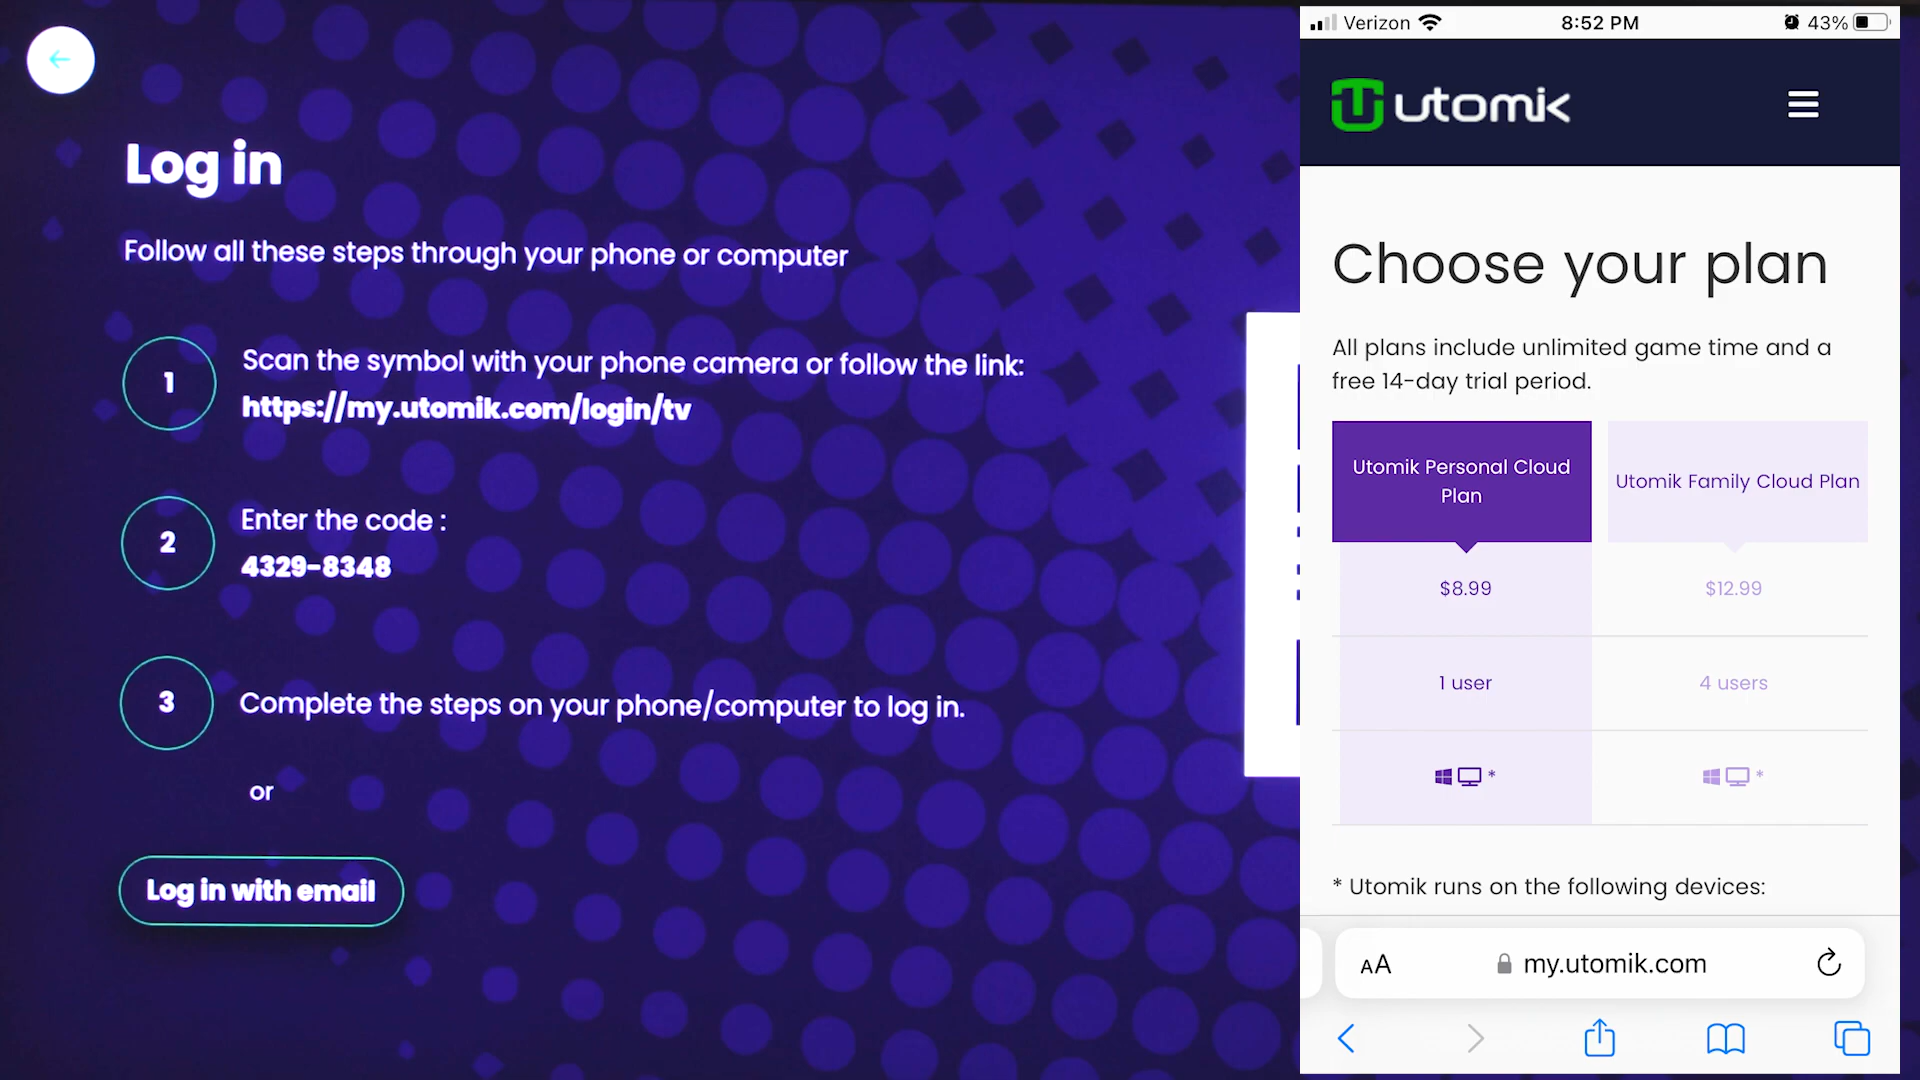 Log in
Follow all these steps through your phone or computer
1
Scan the symbol with your phone camera or follow the link:
https://my.utomik.com/login/tv
2
Enter the code :
4329-8348
3
Complete the steps on your phone/computer to log in.
or
Log in with email
Verizon
8:52 PM
43%
utomik
Choose your plan
All plans include unlimited game time and a
free 14-day trial period.
Utomik Personal Cloud
Plan
Utomik Family Cloud Plan
$8.99
$12.99
1 user
4 users
*
*
* Utomik runs on the following devices:
AA
my.utomik.com